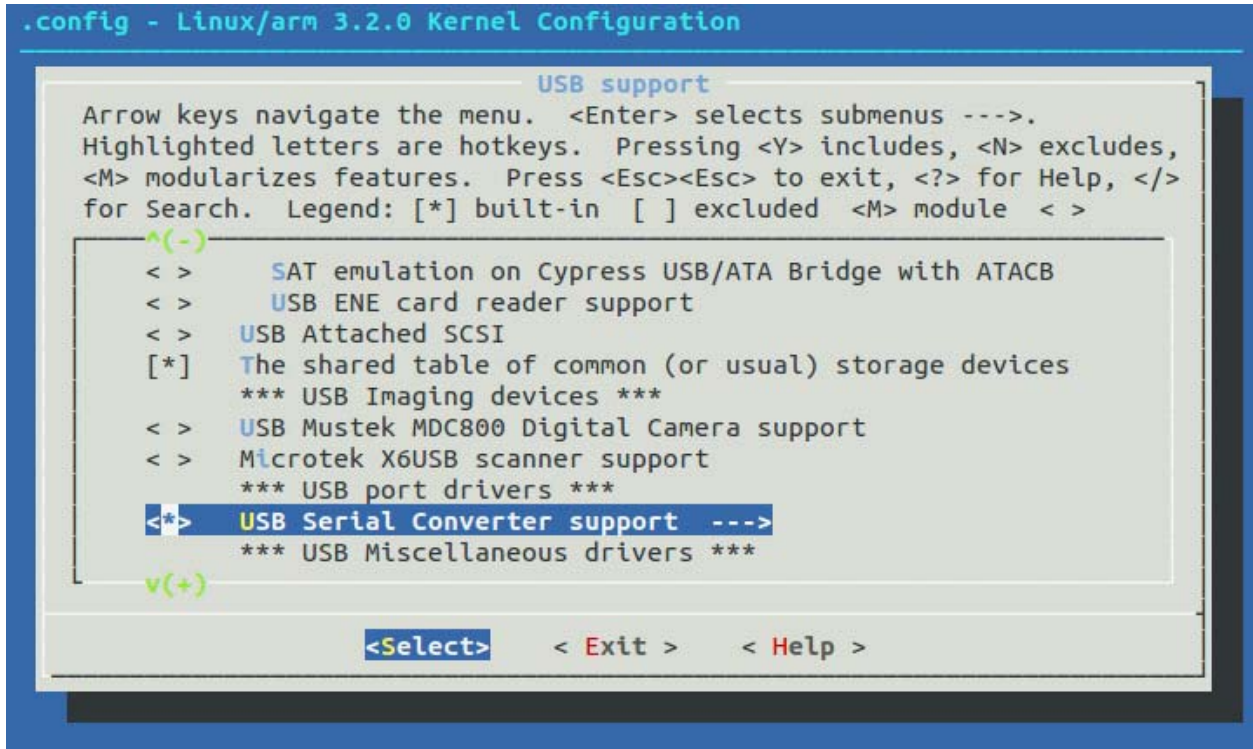 .config - Linux/arm 3.2.0 Kernel Configuration
USB support
Arrow keys navigate the menu.  <Enter> selects submenus --->.
Highlighted letters are hotkeys.  Pressing <Y> includes, <N> excludes,
<M> modularizes features.  Press <Esc><Esc> to exit, <?> for Help, </>
for Search.  Legend: [*] built-in  [ ] excluded  <M> module  < >
^(-)
< >     SAT emulation on Cypress USB/ATA Bridge with ATACB
< >     USB ENE card reader support
< >   USB Attached SCSI
[*]   The shared table of common (or usual) storage devices
*** USB Imaging devices ***
< >   USB Mustek MDC800 Digital Camera support
< >   Microtek X6USB scanner support
*** USB port drivers ***
<*>   USB Serial Converter support  --->
*** USB Miscellaneous drivers ***
v(+)
<Select>    < Exit >    < Help >